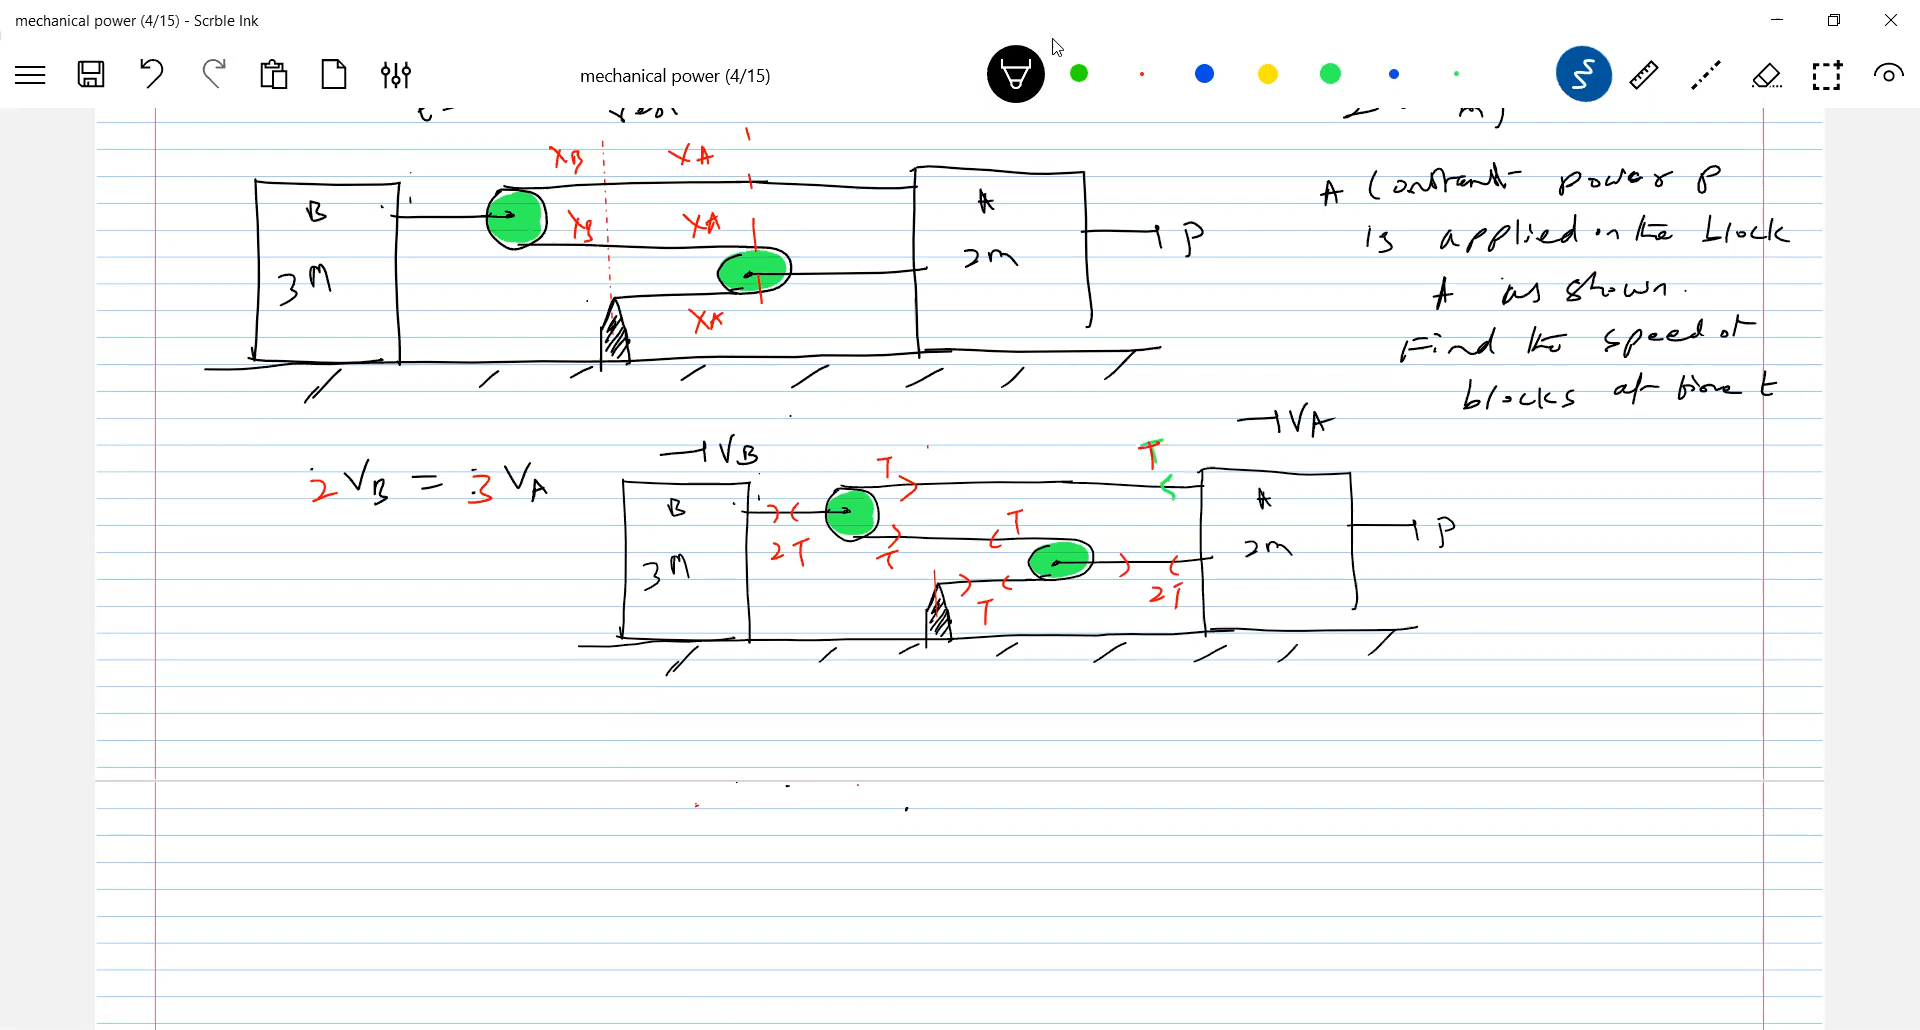 mechanical power (4/15) - Scrble Ink
mechanical power (4/15)
XB XA
A constant power P
B
A
XB XA
is applied on the block
P
3M
2m
A as shown.
XA
Find the speed of
blocks at time t
→VA
→VB
T
T
2VB = 3VA
B
A
T
P
2T
T
2m
3M
2T
T